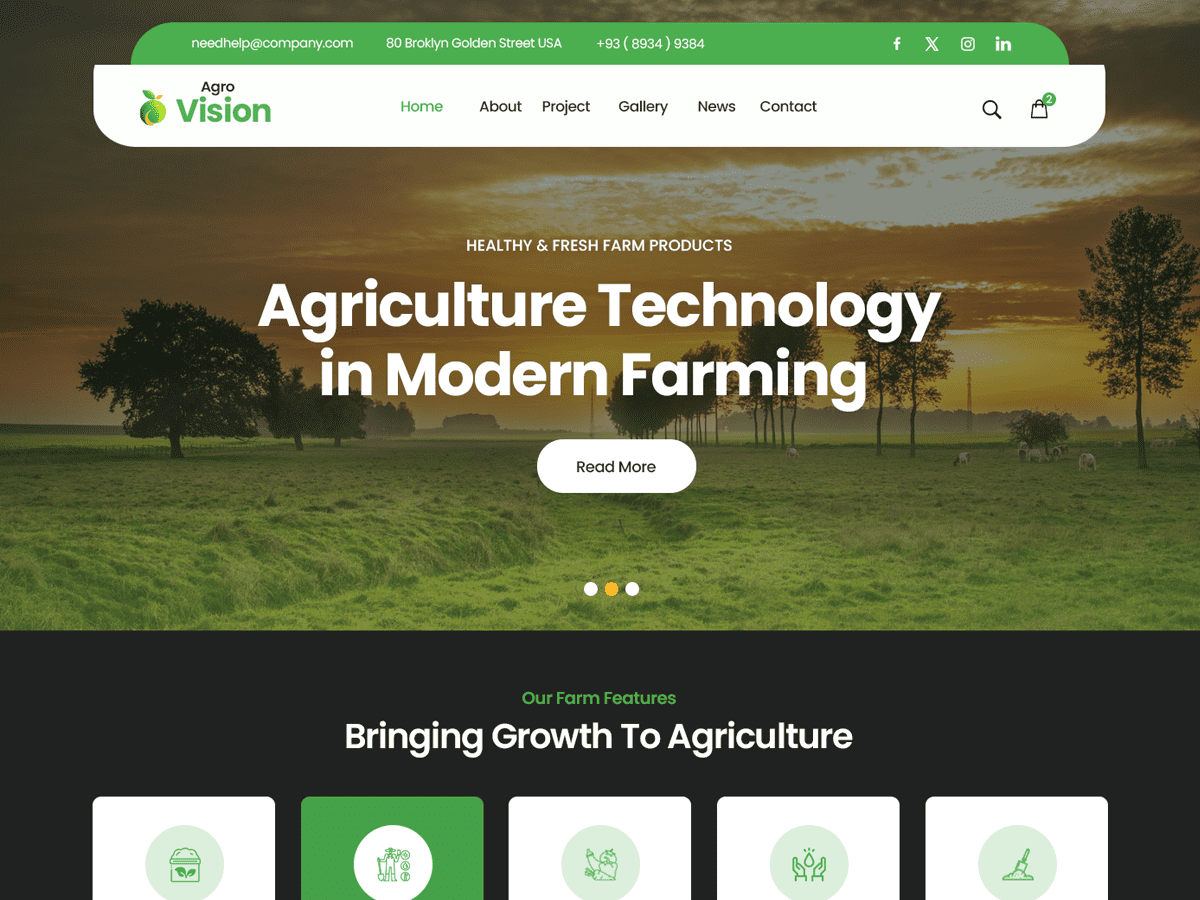 needhelp@company.com 80 Broklyn Golden Street USA +93 ( 8934 ) 9384
Agro
Vision
Home About Project Gallery News Contact
2
HEALTHY & FRESH FARM PRODUCTS
Agriculture Technology
in Modern Farming
Read More
Our Farm Features
Bringing Growth To Agriculture